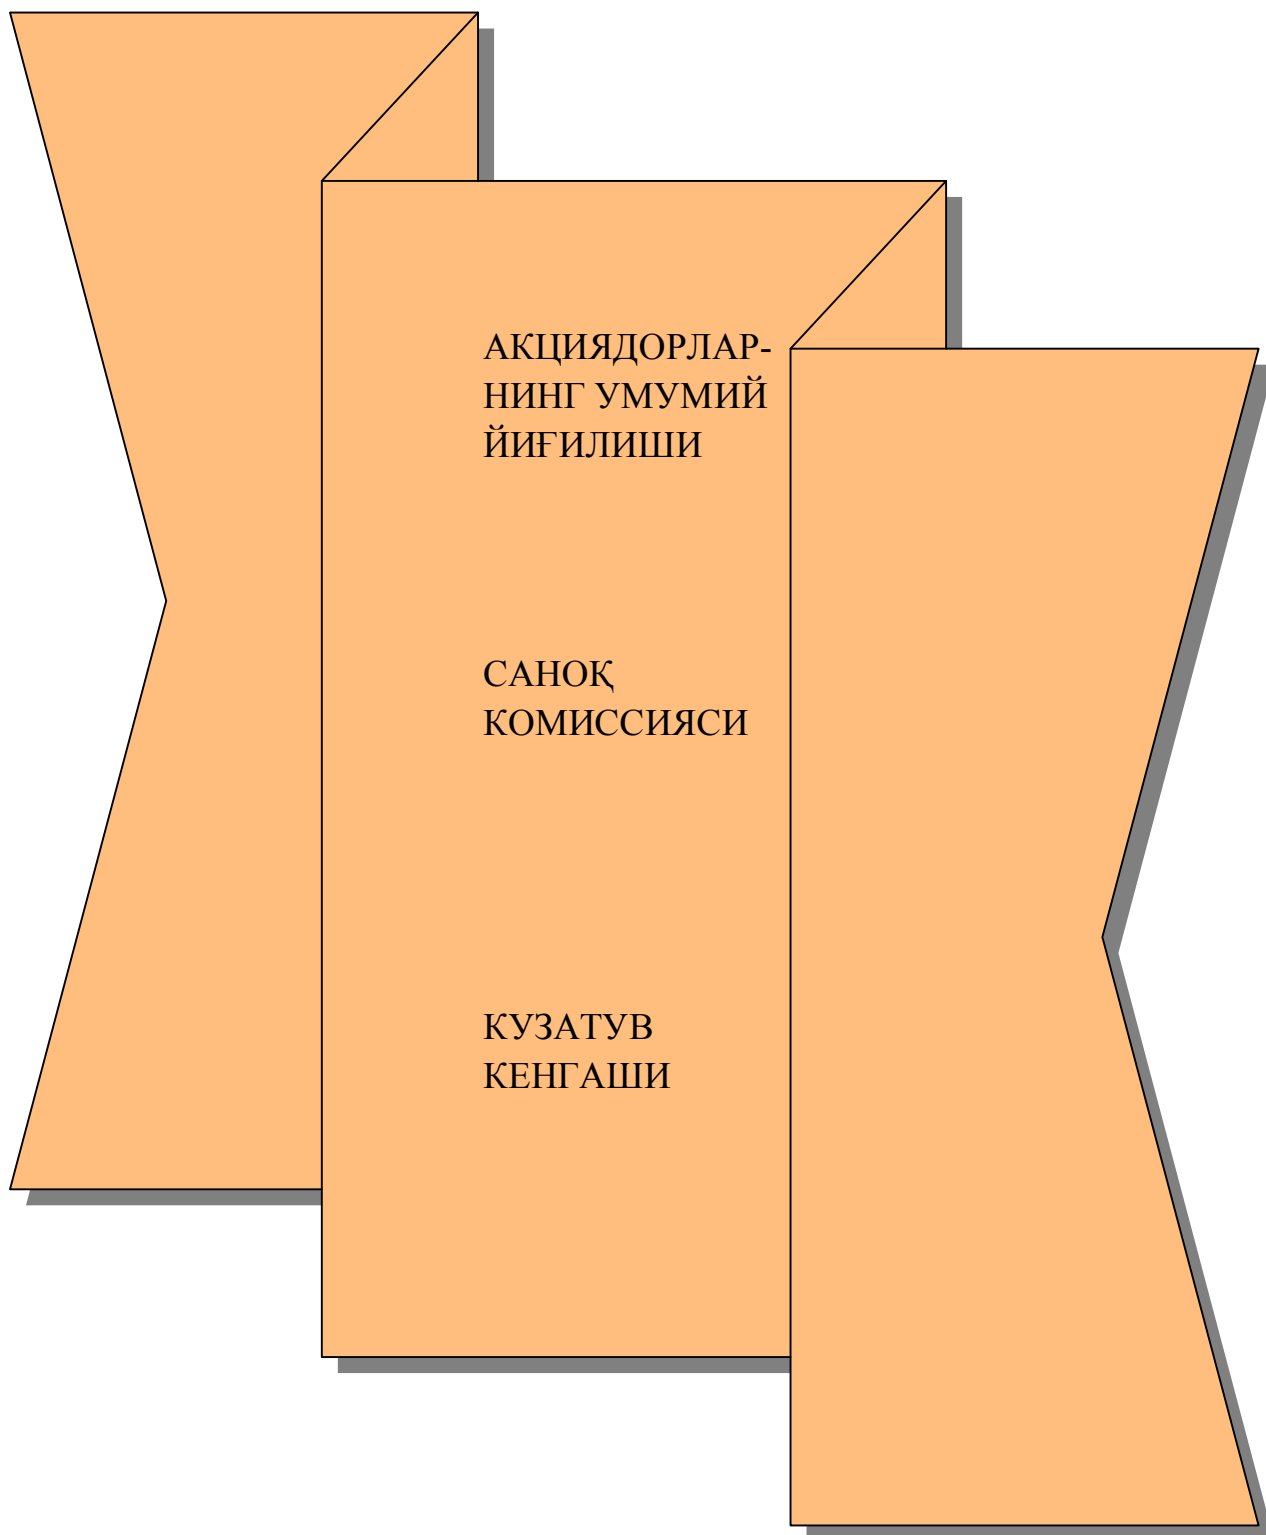 АКЦИЯДОРЛАР-
НИНГ УМУМИЙ
ЙИҒИЛИШИ
САНОҚ
КОМИССИЯСИ
КУЗАТУВ
КЕНГАШИ